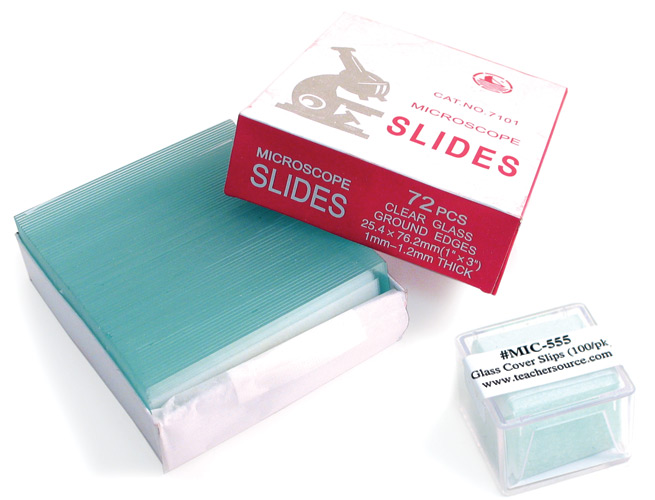 CAT.NO.7101
MICROSCOPE
SLIDES
MICROSCOPE
SLIDES
72 PCS
CLEAR GLASS
GROUND EDGES
25.4 × 76.2mm(1" × 3")
1mm–1.2mm THICK
#MIC-555
Glass Cover Slips (100/pk
www.teachersource.com